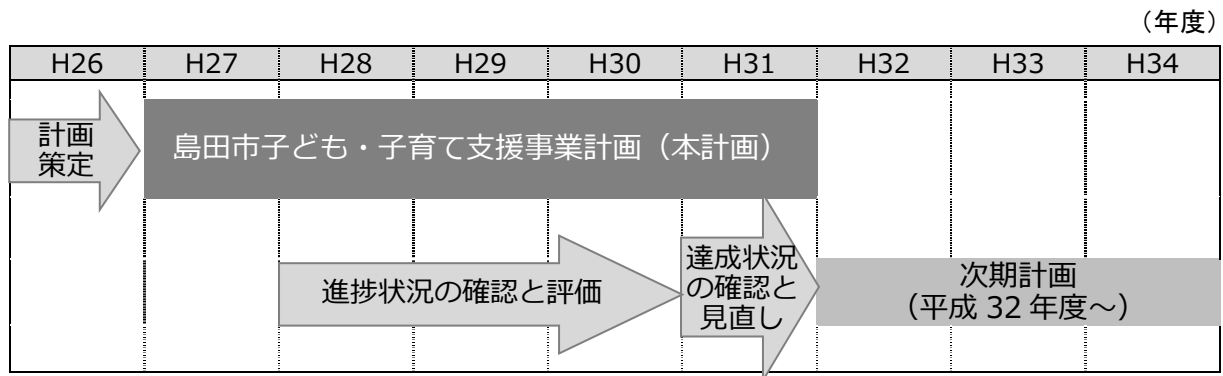 （年度）
H26 H27 H28 H29 H30 H31 H32 H33 H34
計画
策定
島田市子ども・子育て支援事業計画（本計画）
進捗状況の確認と評価
達成状況
の確認と
見直し
次期計画
（平成 32 年度～）